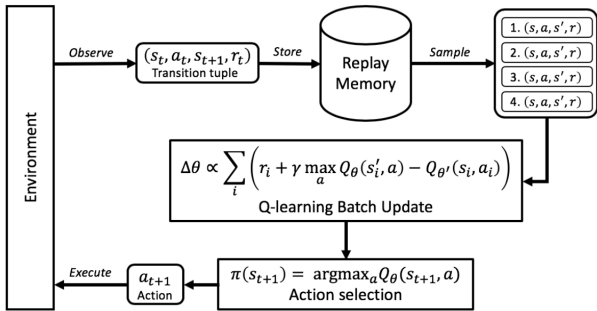 Environment
Observe
(s_t, a_t, s_{t+1}, r_t)
Transition tuple
Store
Replay
Memory
Sample
1. (s, a, s′, r)
2. (s, a, s′, r)
3. (s, a, s′, r)
4. (s, a, s′, r)
Δθ ∝ ∑_i (r_i + γ max_a Q_θ(s′_i, a) − Q_θ′(s_i, a_i))
Q-learning Batch Update
π(s_{t+1}) = argmax_a Q_θ(s_{t+1}, a)
Action selection
a_{t+1}
Action
Execute